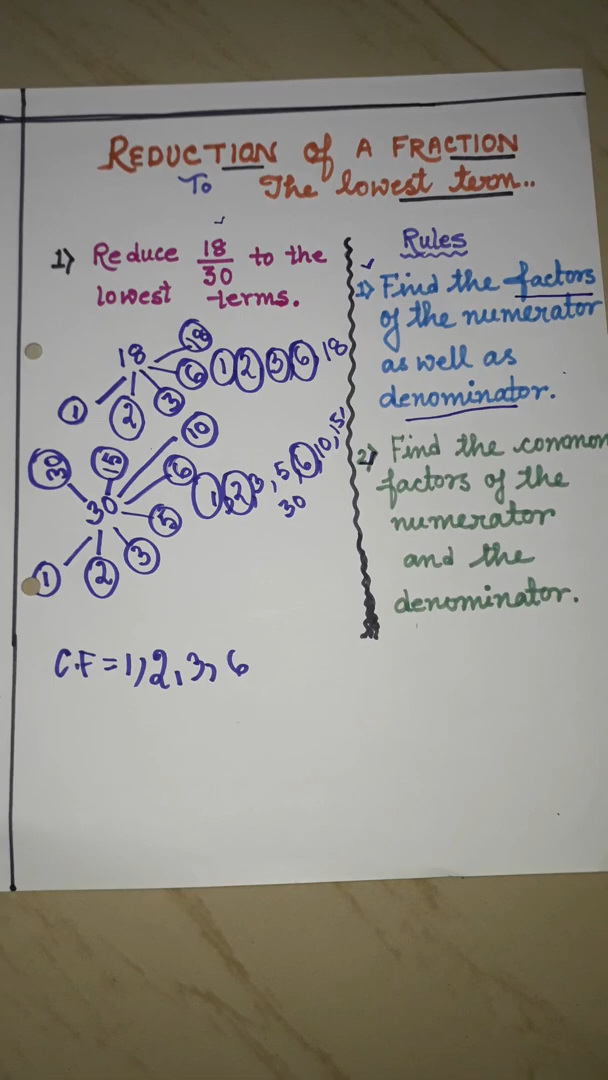 REDUCTION of A FRACTION
To The lowest term..
1) Reduce 18/30 to the
lowest terms.
18
18
6
3
2
1
1 2 3 6 18
30
30
15
10
6
5
3
2
1
1, 2, 3, 5, 6, 10, 15,
30
C.F = 1, 2, 3, 6
Rules
1) Find the factors
of the numerator
as well as
denominator.
2) Find the common
factors of the
numerator
and the
denominator.